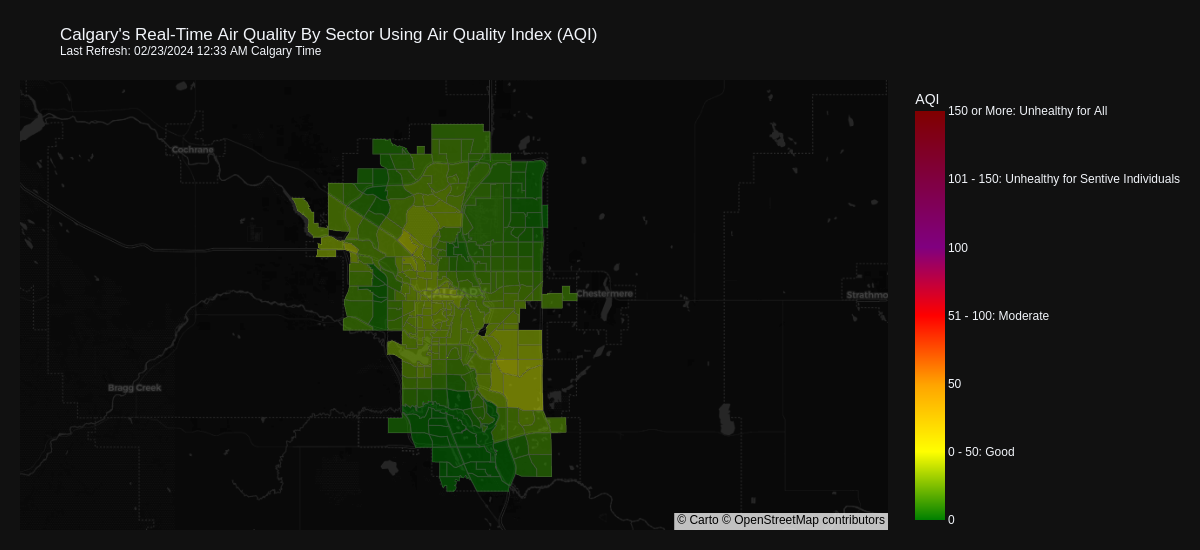 Calgary's Real-Time Air Quality By Sector Using Air Quality Index (AQI)
Last Refresh: 02/23/2024 12:33 AM Calgary Time
AQI
150 or More: Unhealthy for All
Cochrane
101 - 150: Unhealthy for Sentive Individuals
100
CALGARY
Chestermere
Strathmo
51 - 100: Moderate
50
Bragg Creek
0 - 50: Good
0
© Carto © OpenStreetMap contributors